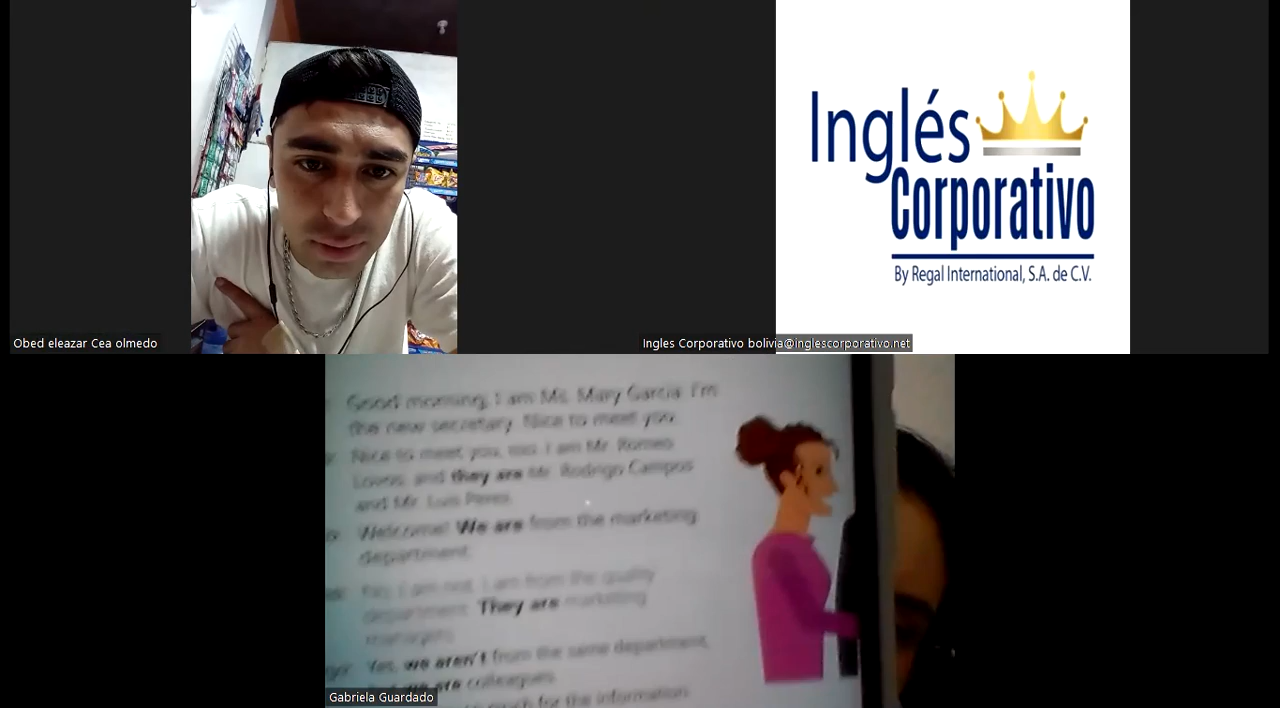 Inglés
Corporativo
By Regal International, S.A. de C.V.
Obed eleazar Cea olmedo
Ingles Corporativo bolivia@inglescorporativo.net
Good morning, I am Ms. Mary Garcia. I'm
the new secretary. Nice to meet you.
Nice to meet you, too. I am Mr. Romeo
Lovos, and they are Mr. Rodrigo Campos
and Mr. Luis Peres.
Welcome! We are from the marketing
department.
No, I am not. I am from the quality
department. They are marketing
managers.
Yes, we aren't from the same department,
we are colleagues.
much for the information
Gabriela Guardado